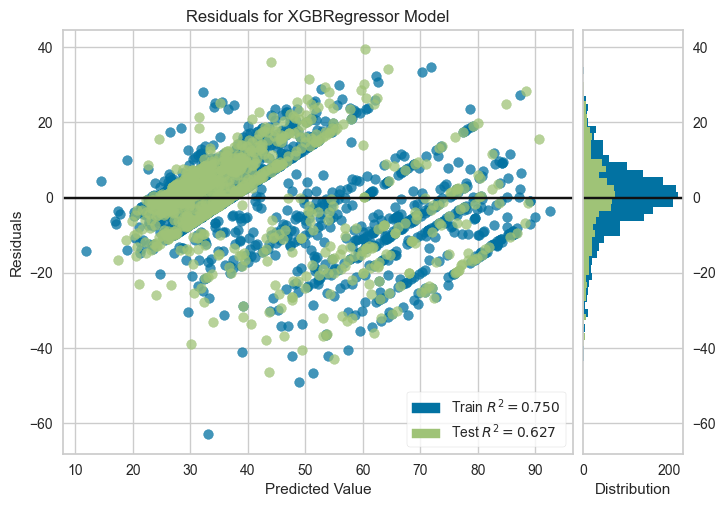 Residuals for XGBRegressor Model
40
20
0
−20
−40
−60
Residuals
10 20 30 40 50 60 70 80 90
Predicted Value
Train R² = 0.750
Test R² = 0.627
40
20
0
−20
−40
−60
0 200
Distribution